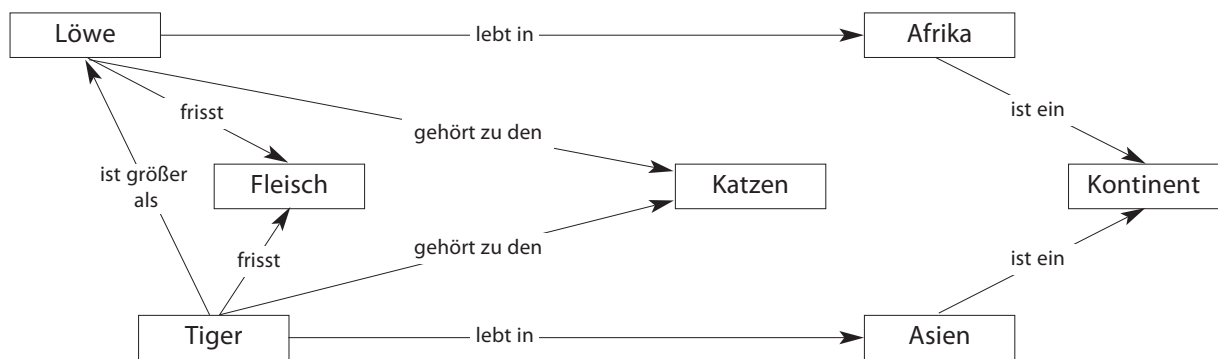 Löwe
lebt in
Afrika
frisst
ist ein
gehört zu den
ist größer
als
Fleisch
Katzen
Kontinent
gehört zu den
frisst
ist ein
Tiger
lebt in
Asien